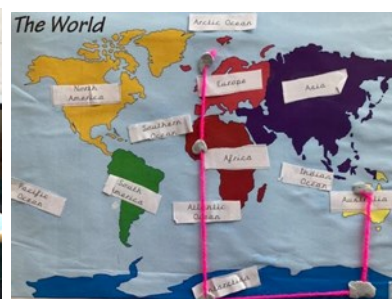 The World
Arctic Ocean
North
America
Europe
Asia
Southern
Ocean
Africa
Indian
Ocean
South
America
Pacific
Ocean
Atlantic
Ocean
Australia